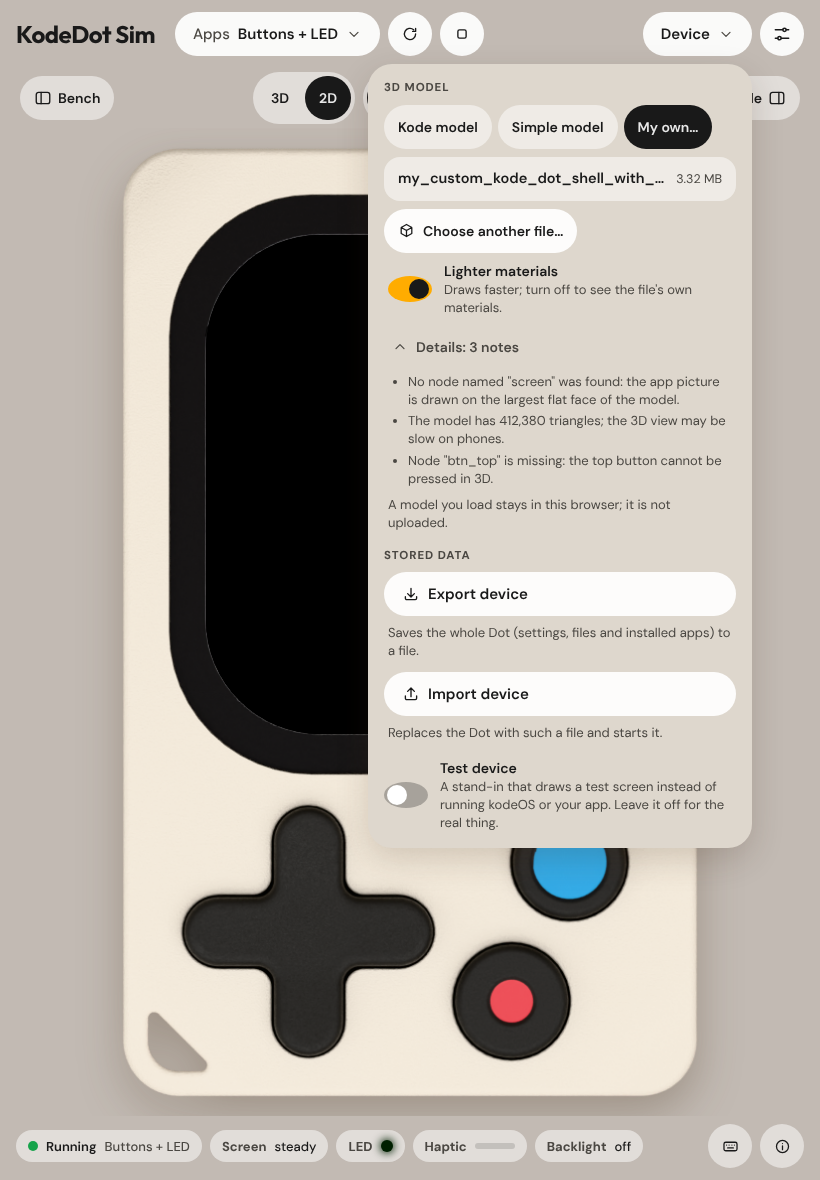 KodeDot Sim
Apps Buttons + LED
Device
Bench
3D 2D
3D MODEL
Kode model Simple model My own...
my_custom_kode_dot_shell_with_... 3.32 MB
Choose another file...
Lighter materials
Draws faster; turn off to see the file's own
materials.
Details: 3 notes
• No node named "screen" was found: the app picture
is drawn on the largest flat face of the model.
• The model has 412,380 triangles; the 3D view may be
slow on phones.
• Node "btn_top" is missing: the top button cannot be
pressed in 3D.
A model you load stays in this browser; it is not
uploaded.
STORED DATA
Export device
Saves the whole Dot (settings, files and installed apps) to
a file.
Import device
Replaces the Dot with such a file and starts it.
Test device
A stand-in that draws a test screen instead of
running kodeOS or your app. Leave it off for the
real thing.
Running Buttons + LED
Screen steady
LED
Haptic
Backlight off